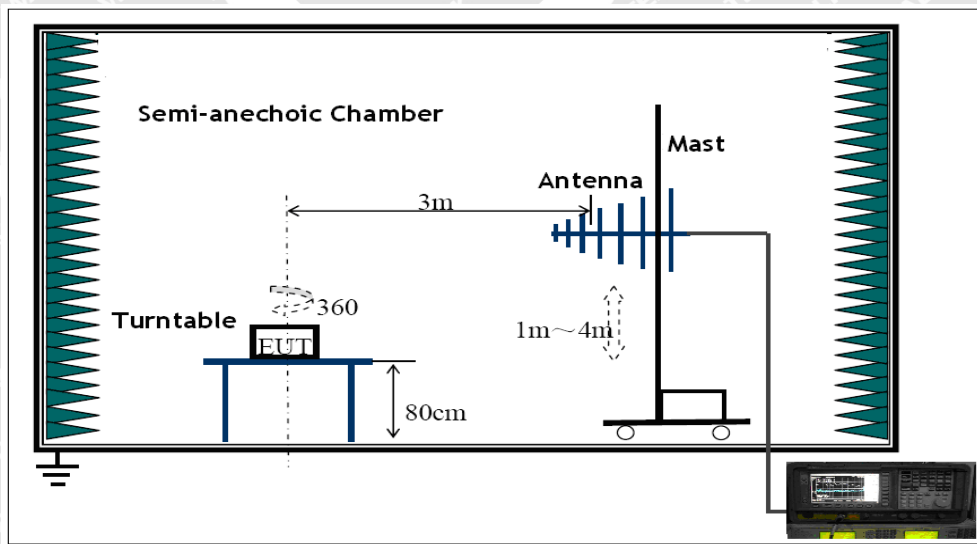 Semi-anechoic Chamber
Mast
Antenna
3m
360
Turntable
1m～4m
EUT
80cm